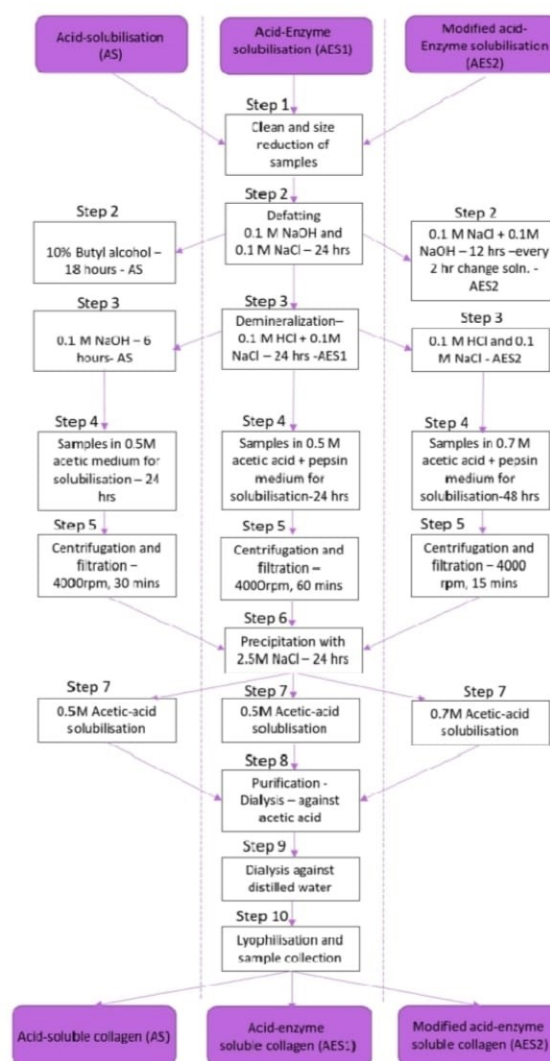 Acid-solubilisation
(AS)
Acid-Enzyme
solubilisation (AES1)
Modified acid-
Enzyme solubilisation
(AES2)
Step 1
Clean and size
reduction of
samples
Step 2
10% Butyl alcohol –
18 hours - AS
Step 2
Defatting
0.1 M NaOH and
0.1 M NaCl – 24 hrs
Step 2
0.1 M NaCl + 0.1M
NaOH – 12 hrs –every
2 hr change soln. -
AES2
Step 3
0.1 M NaOH – 6
hours- AS
Step 3
Demineralization–
0.1 M HCl + 0.1M
NaCl – 24 hrs -AES1
Step 3
0.1 M HCl and 0.1
M NaCl - AES2
Step 4
Samples in 0.5M
acetic medium for
solubilisation – 24
hrs
Step 4
Samples in 0.5 M
acetic acid + pepsin
medium for
solubilisation-24 hrs
Step 4
Samples in 0.7 M
acetic acid + pepsin
medium for
solubilisation-48 hrs
Step 5
Centrifugation and
filtration –
4000rpm, 30 mins
Step 5
Centrifugation and
filtration –
4000rpm, 60 mins
Step 5
Centrifugation and
filtration – 4000
rpm, 15 mins
Step 6
Precipitation with
2.5M NaCl – 24 hrs
Step 7
0.5M Acetic-acid
solubilisation
Step 7
0.5M Acetic-acid
solublisation
Step 7
0.7M Acetic-acid
solubilisation
Step 8
Purification -
Dialysis – against
acetic acid
Step 9
Dialysis against
distilled water
Step 10
Lyophilisation and
sample collection
Acid-soluble collagen (AS)
Acid-enzyme
soluble collagen (AES1)
Modified acid-enzyme
soluble collagen (AES2)